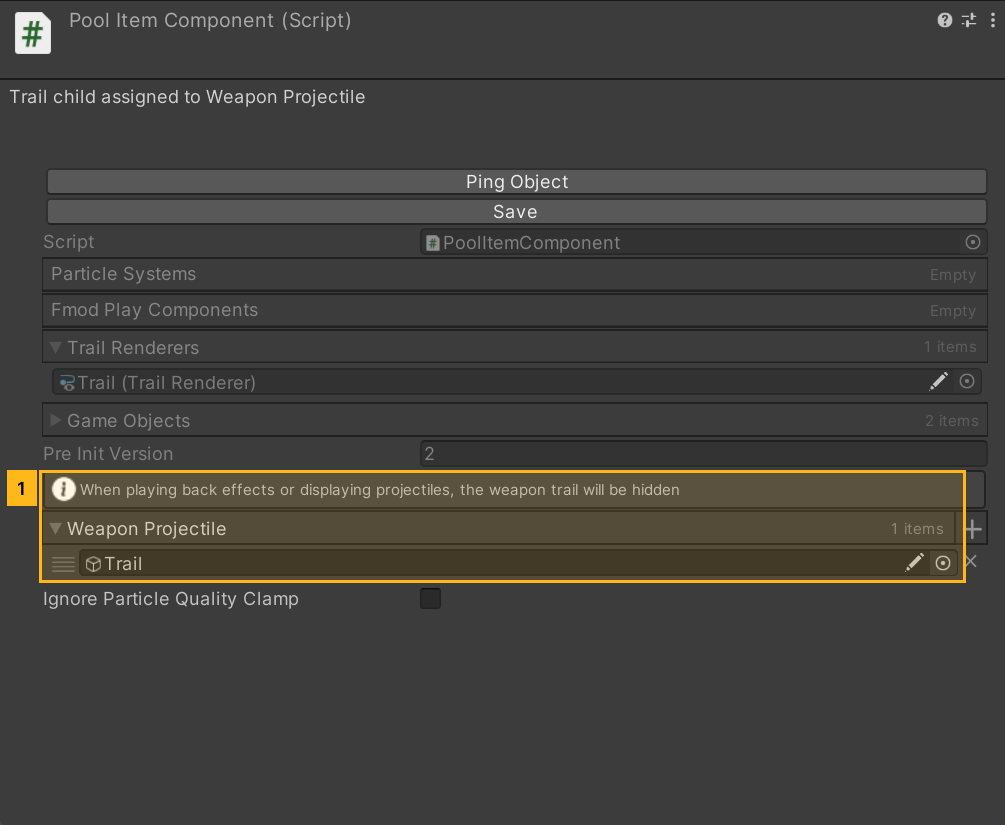 Pool Item Component (Script)
Trail child assigned to Weapon Projectile
Ping Object
Save
Script # PoolItemComponent
Particle Systems Empty
Fmod Play Components Empty
Trail Renderers 1 items
Trail (Trail Renderer)
Game Objects 2 items
Pre Init Version 2
1 When playing back effects or displaying projectiles, the weapon trail will be hidden
Weapon Projectile 1 items
Trail
Ignore Particle Quality Clamp